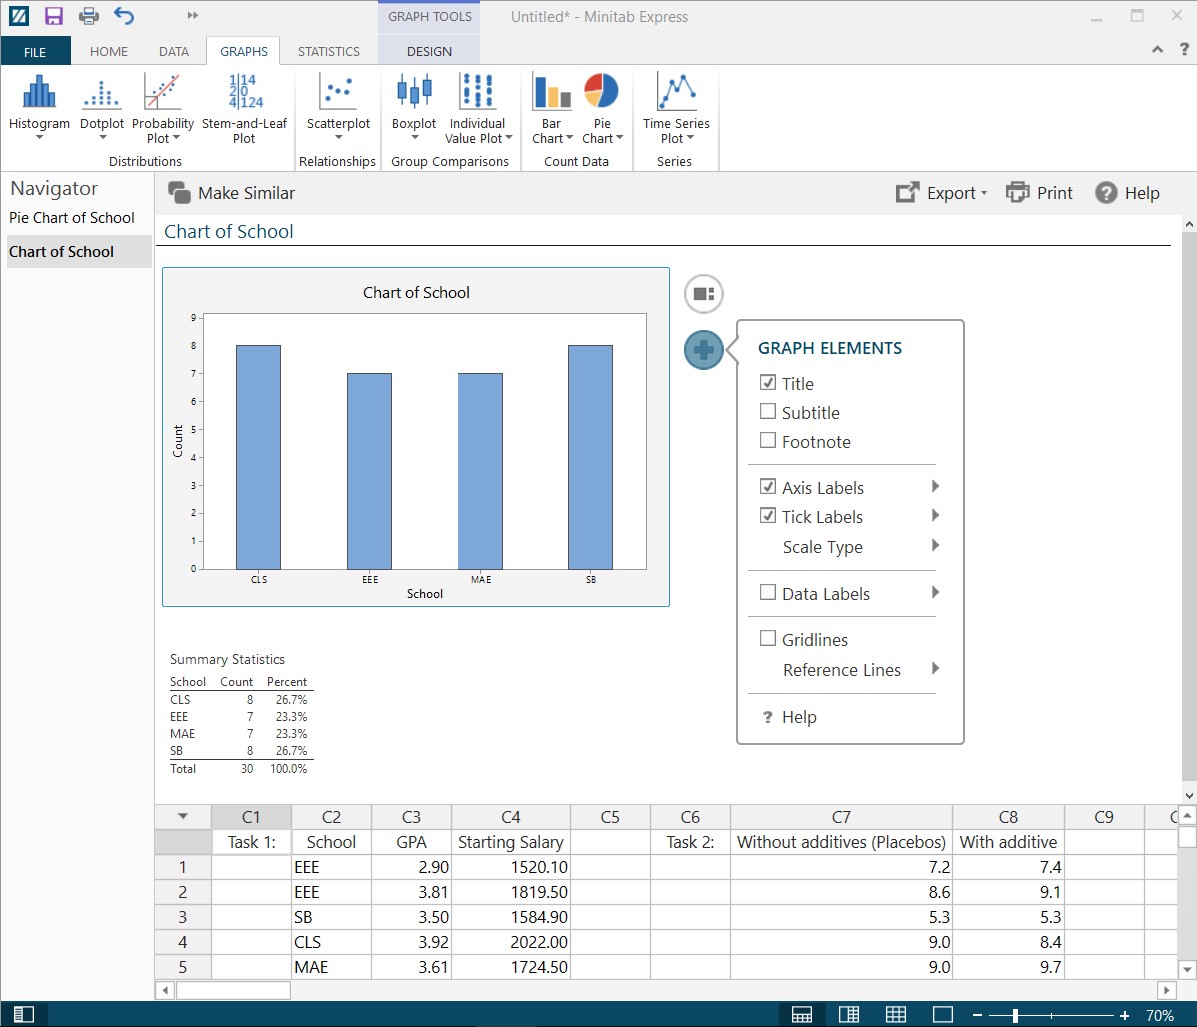 GRAPH TOOLS
Untitled* - Minitab Express
FILE HOME DATA GRAPHS STATISTICS DESIGN
?
1|14
2|0
4|124
Histogram Dotplot Probability Plot Stem-and-Leaf Plot Scatterplot Boxplot Individual Value Plot Bar Chart Pie Chart Time Series Plot
Distributions Relationships Group Comparisons Count Data Series
Navigator
Pie Chart of School
Chart of School
Make Similar Export Print ? Help
Chart of School
Chart of School
9
8
7
6
5
4
3
2
1
0
Count
CLS EEE MAE SB
School
GRAPH ELEMENTS
Title
Subtitle
Footnote
Axis Labels
Tick Labels
Scale Type
Data Labels
Gridlines
Reference Lines
? Help
Summary Statistics
School Count Percent
CLS 8 26.7%
EEE 7 23.3%
MAE 7 23.3%
SB 8 26.7%
Total 30 100.0%
C1 C2 C3 C4 C5 C6 C7 C8 C9
Task 1: School GPA Starting Salary Task 2: Without additives (Placebos) With additive
1 EEE 2.90 1520.10 7.2 7.4
2 EEE 3.81 1819.50 8.6 9.1
3 SB 3.50 1584.90 5.3 5.3
4 CLS 3.92 2022.00 9.0 8.4
5 MAE 3.61 1724.50 9.0 9.7
70%